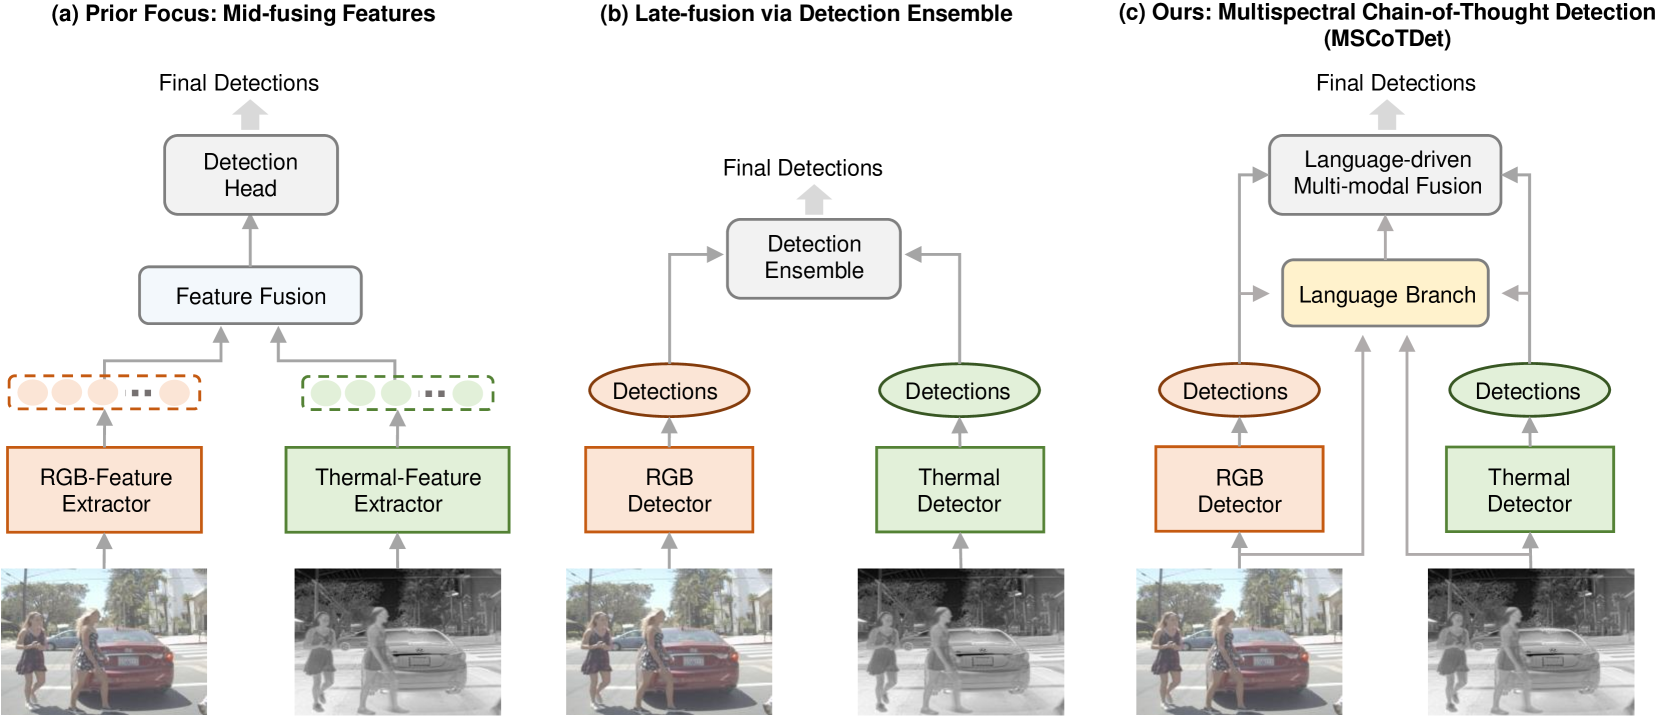 (a) Prior Focus: Mid-fusing Features
Final Detections
Detection
Head
Feature Fusion
RGB-Feature
Extractor
Thermal-Feature
Extractor
(b) Late-fusion via Detection Ensemble
Final Detections
Detection
Ensemble
Detections
Detections
RGB
Detector
Thermal
Detector
(c) Ours: Multispectral Chain-of-Thought Detection
(MSCoTDet)
Final Detections
Language-driven
Multi-modal Fusion
Language Branch
Detections
Detections
RGB
Detector
Thermal
Detector